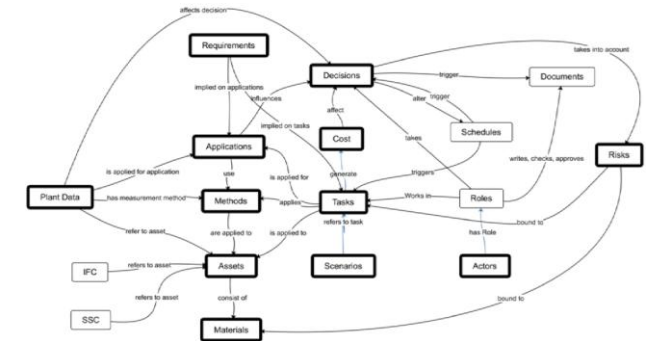 affects decision
Requirements
takes into account
Decisions
trigger
Documents
implied on applications
influences
alter
trigger
affect
Schedules
implied on tasks
Cost
takes
Applications
writes, checks, approves
Risks
is applied for application
use
is applied for
generate
triggers
Plant Data
has measurement method
Methods
applies
Tasks
Works in
Roles
refers to task
bound to
refer to asset
are applied to
is applied to
has Role
IFC
refers to asset
Assets
Scenarios
Actors
refers to asset
consist of
bound to
SSC
Materials